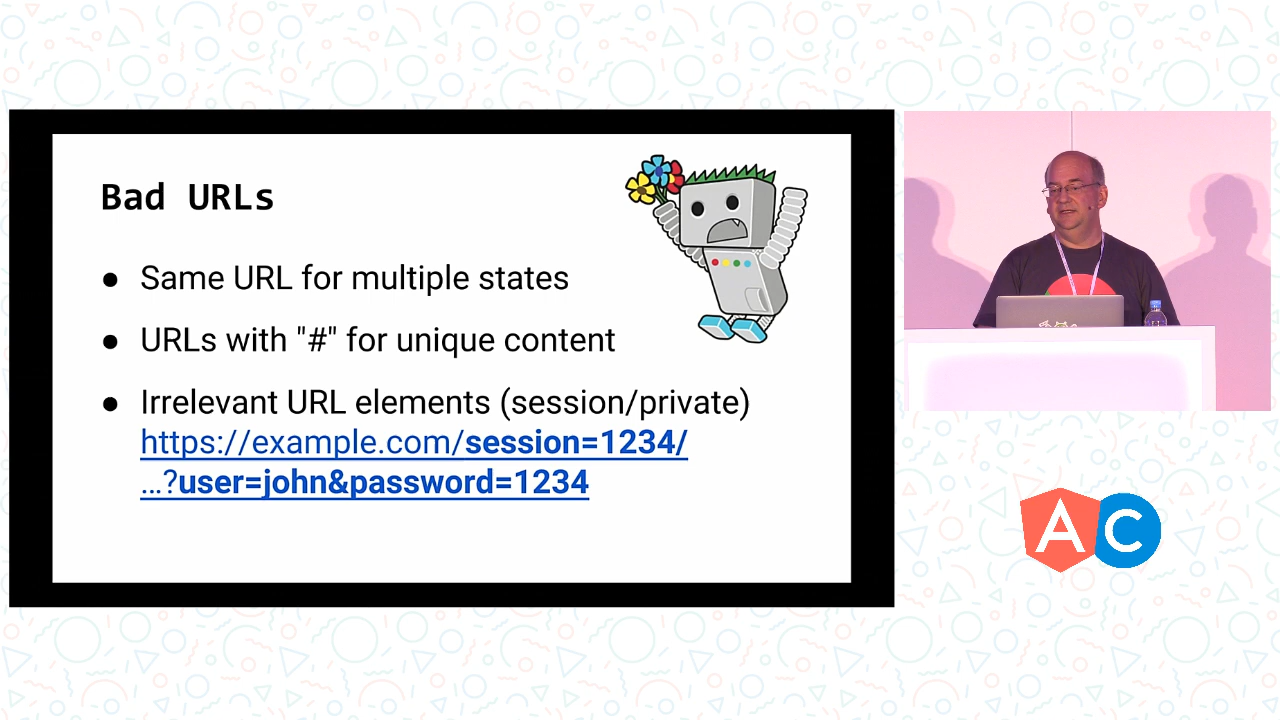 Bad URLs
● Same URL for multiple states
● URLs with "#" for unique content
● Irrelevant URL elements (session/private)
https://example.com/session=1234/
…?user=john&password=1234
A C